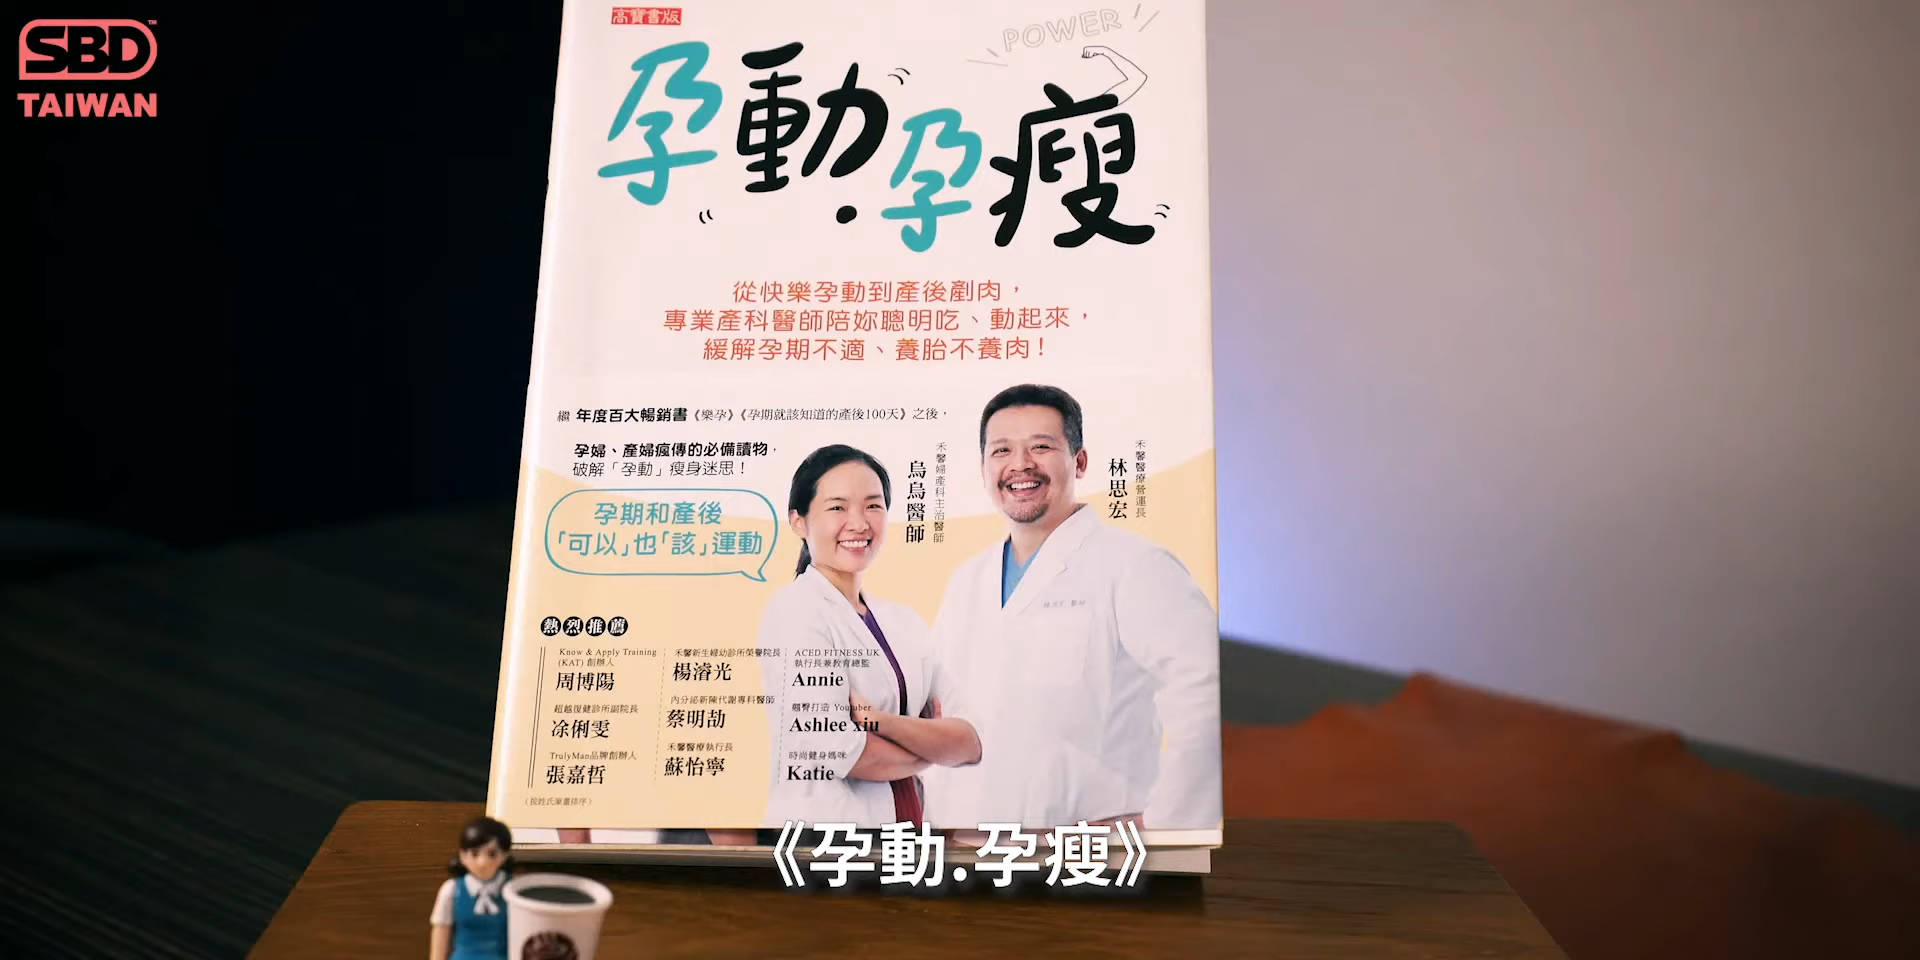 SBD
TAIWAN
高寶書版
POWER
孕動·孕瘦
從快樂孕動到產後剷肉，
專業產科醫師陪妳聰明吃、動起來，
緩解孕期不適、養胎不養肉！
繼 年度百大暢銷書《樂孕》《孕期就該知道的產後100天》之後，
孕婦、產婦瘋傳的必備讀物，
破解「孕動」瘦身迷思！
孕期和產後
「可以」也「該」運動
禾馨婦產科主治醫師
烏烏醫師
禾馨醫療營運長
林思宏
熱烈推薦
Know & Apply Training
(KAT) 創辦人
周博陽
超越復健診所副院長
凃俐雯
TrulyMan品牌創辦人
張嘉哲
（按姓氏筆畫排序）
禾馨新生婦幼診所榮譽院長
楊濬光
內分泌新陳代謝專科醫師
蔡明劼
禾馨醫療執行長
蘇怡寧
ACED FITNESS UK
執行長兼教育總監
Annie
翹臀打造 Youtuber
Ashlee xiu
時尚健身媽咪
Katie
《孕動.孕瘦》